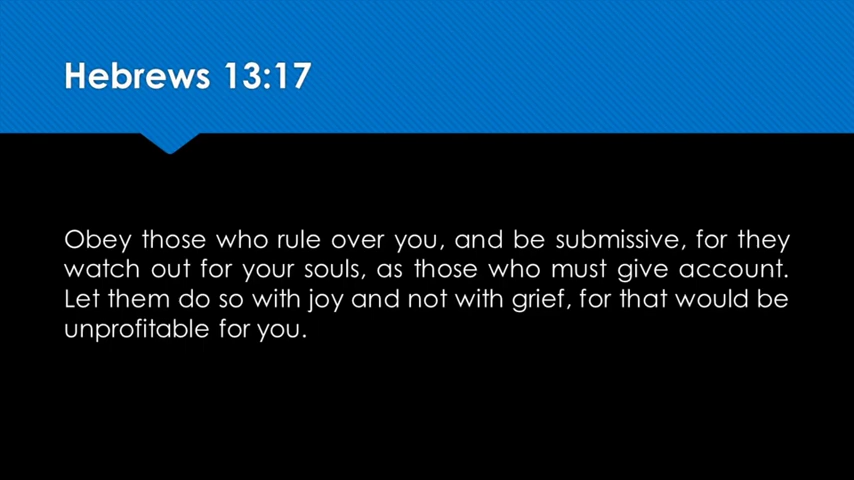 Hebrews 13:17
Obey those who rule over you, and be submissive, for they
watch out for your souls, as those who must give account.
Let them do so with joy and not with grief, for that would be
unprofitable for you.